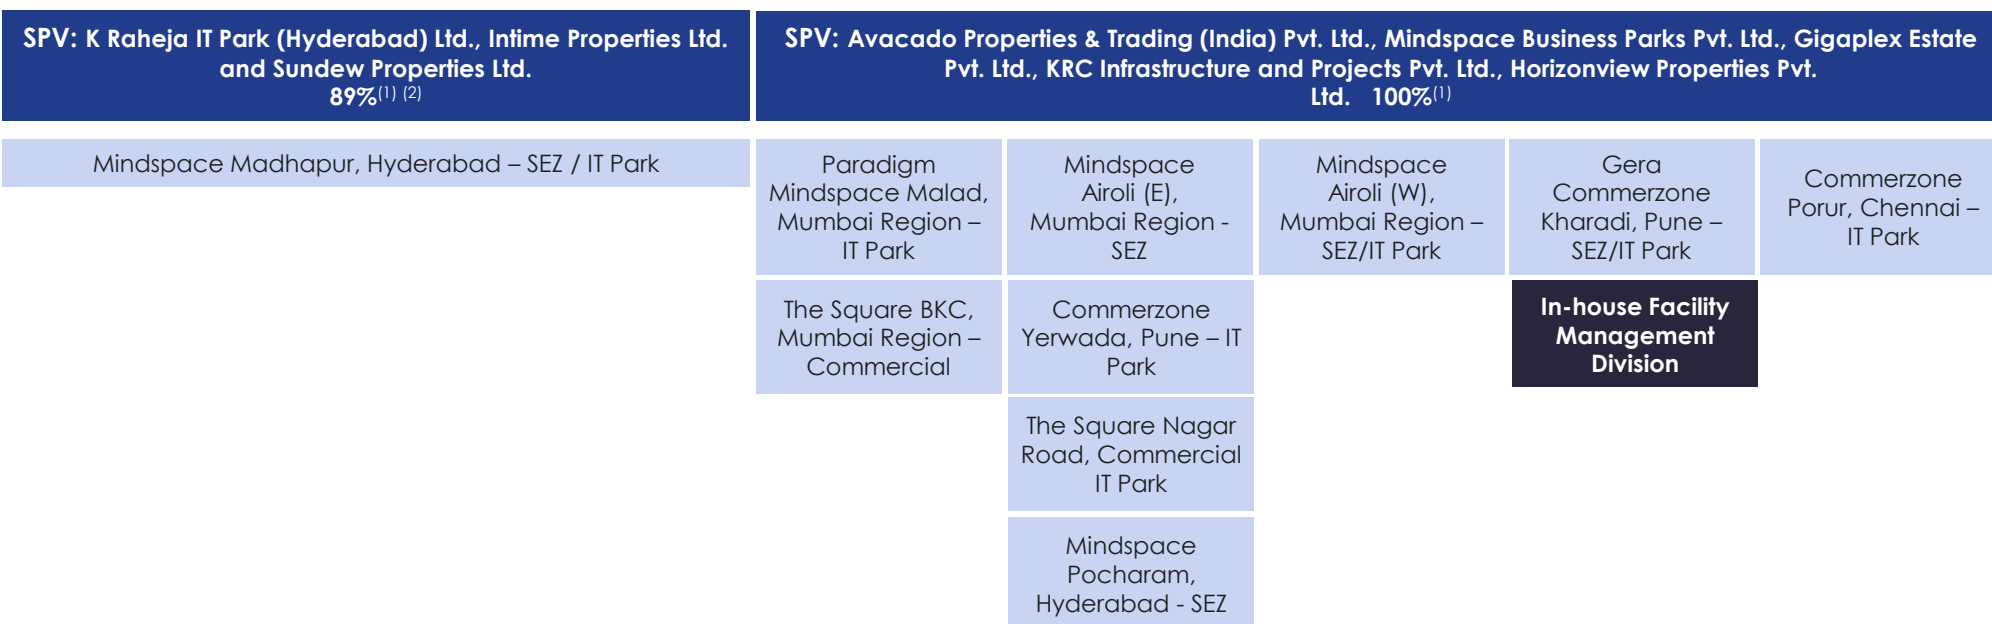 SPV: K Raheja IT Park (Hyderabad) Ltd., Intime Properties Ltd.
and Sundew Properties Ltd.
89%(1) (2)
SPV: Avacado Properties & Trading (India) Pvt. Ltd., Mindspace Business Parks Pvt. Ltd., Gigaplex Estate
Pvt. Ltd., KRC Infrastructure and Projects Pvt. Ltd., Horizonview Properties Pvt.
Ltd. 100%(1)
Mindspace Madhapur, Hyderabad – SEZ / IT Park
Paradigm
Mindspace Malad,
Mumbai Region –
IT Park
Mindspace
Airoli (E),
Mumbai Region -
SEZ
Mindspace
Airoli (W),
Mumbai Region –
SEZ/IT Park
Gera
Commerzone
Kharadi, Pune –
SEZ/IT Park
Commerzone
Porur, Chennai –
IT Park
The Square BKC,
Mumbai Region –
Commercial
Commerzone
Yerwada, Pune – IT
Park
In-house Facility
Management
Division
The Square Nagar
Road, Commercial
IT Park
Mindspace
Pocharam,
Hyderabad - SEZ